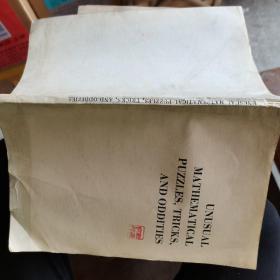 UNUSUAL MATHEMATICAL PUZZLES, TRICKS, AND ODDITIES
UNUSUAL
MATHEMATICAL
PUZZLES, TRICKS,
AND ODDITIES